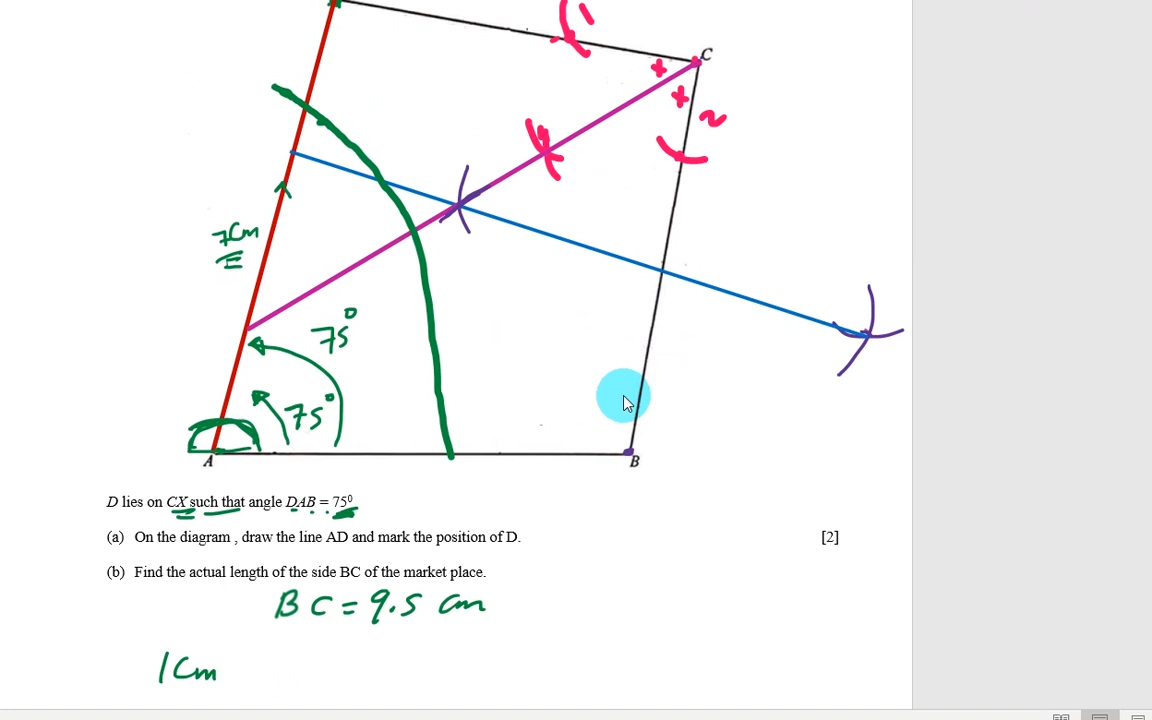 C
2
7cm
75°
75°
A
B
D lies on CX such that angle DAB = 75⁰
(a) On the diagram , draw the line AD and mark the position of D.
[2]
(b) Find the actual length of the side BC of the market place.
BC = 9.5 cm
1cm